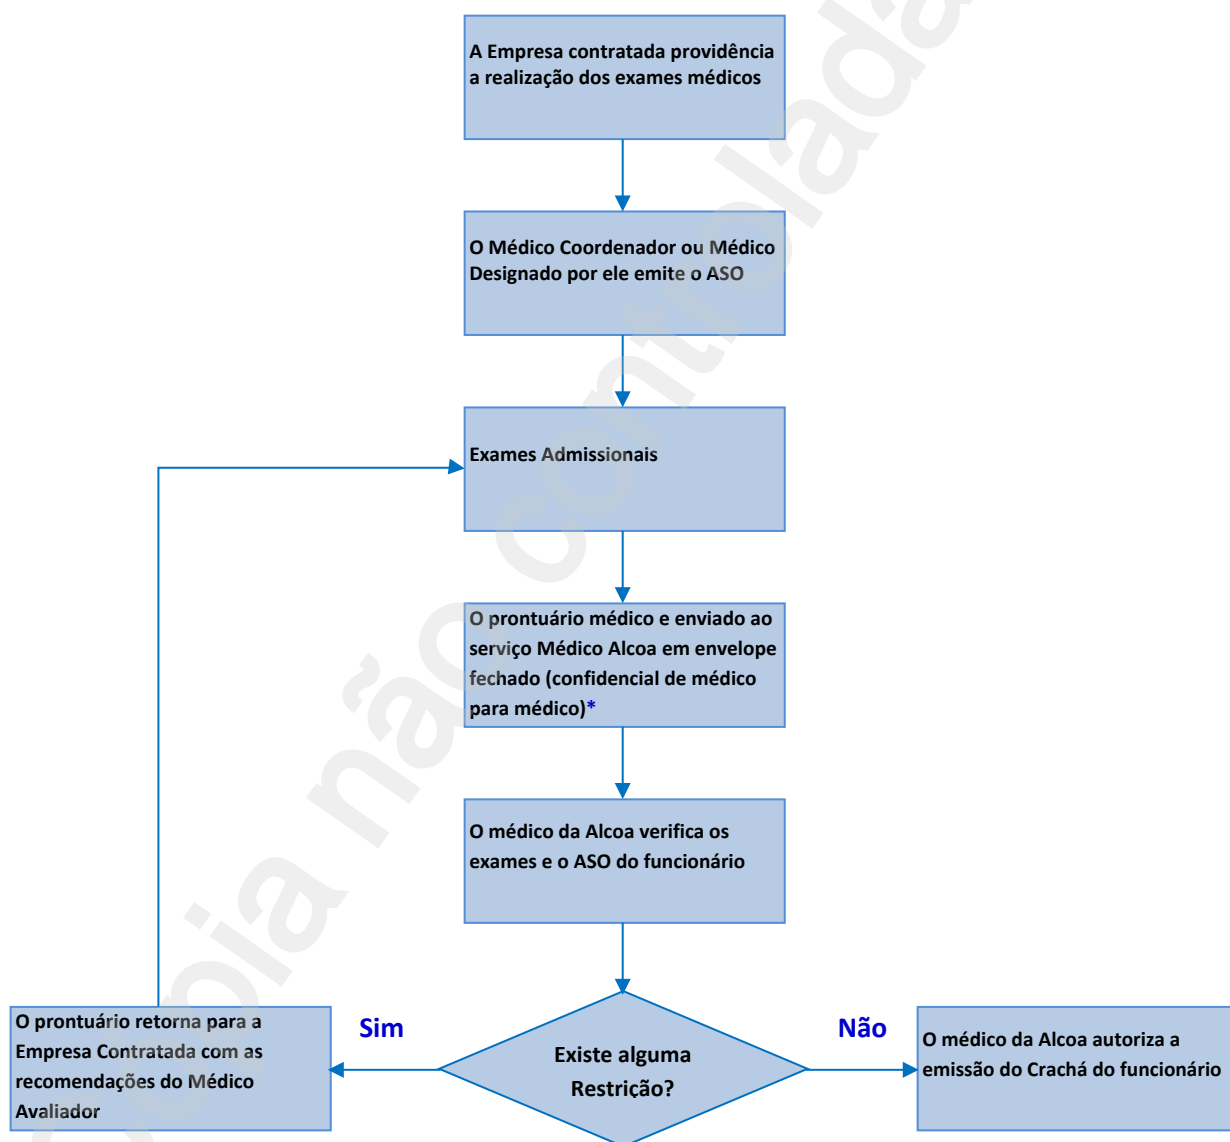 A Empresa contratada providência
a realização dos exames médicos
O Médico Coordenador ou Médico
Designado por ele emite o ASO
Exames Admissionais
O prontuário médico e enviado ao
serviço Médico Alcoa em envelope
fechado (confidencial de médico
para médico)*
O médico da Alcoa verifica os
exames e o ASO do funcionário
Existe alguma
Restrição?
Sim
O prontuário retorna para a
Empresa Contratada com as
recomendações do Médico
Avaliador
Não
O médico da Alcoa autoriza a
emissão do Crachá do funcionário
ópia não controlada